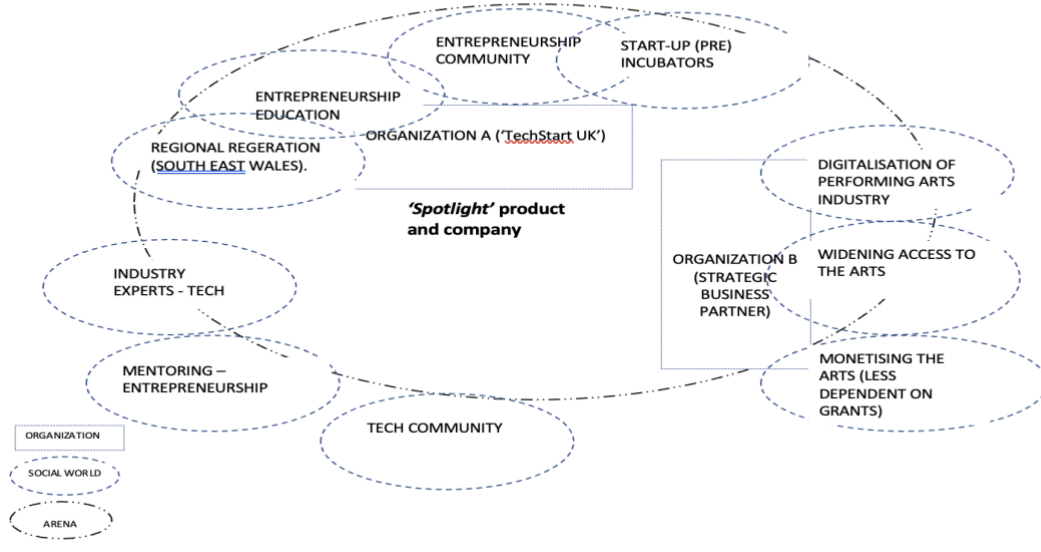 ENTREPRENEURSHIP
COMMUNITY
START-UP (PRE)
INCUBATORS
ENTREPRENEURSHIP
EDUCATION
ORGANIZATION A (‘TechStart UK’)
REGIONAL REGERATION
(SOUTH EAST WALES).
‘Spotlight’ product
and company
DIGITALISATION OF
PERFORMING ARTS
INDUSTRY
ORGANIZATION B
(STRATEGIC
BUSINESS
PARTNER)
WIDENING ACCESS TO
THE ARTS
INDUSTRY
EXPERTS - TECH
MENTORING –
ENTREPRENEURSHIP
MONETISING THE
ARTS (LESS
DEPENDENT ON
GRANTS)
TECH COMMUNITY
ORGANIZATION
SOCIAL WORLD
ARENA